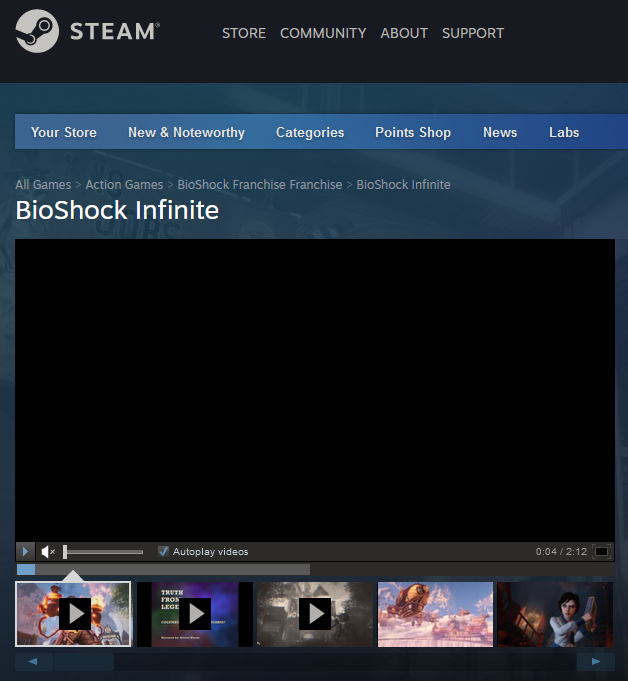 STEAM®
STORE COMMUNITY ABOUT SUPPORT
Your Store New & Noteworthy Categories Points Shop News Labs
All Games > Action Games > BioShock Franchise Franchise > BioShock Infinite
BioShock Infinite
Autoplay videos 0:04 / 2:12
TRUTH
FROM
LEGE